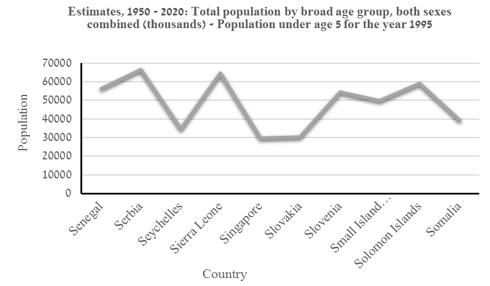 Estimates, 1950 - 2020: Total population by broad age group, both sexes
combined (thousands) - Population under age 5 for the year 1995
70000
60000
50000
40000
30000
20000
10000
0
Population
Senegal
Serbia
Seychelles
Sierra Leone
Singapore
Slovakia
Slovenia
Small Island...
Solomon Islands
Somalia
Country